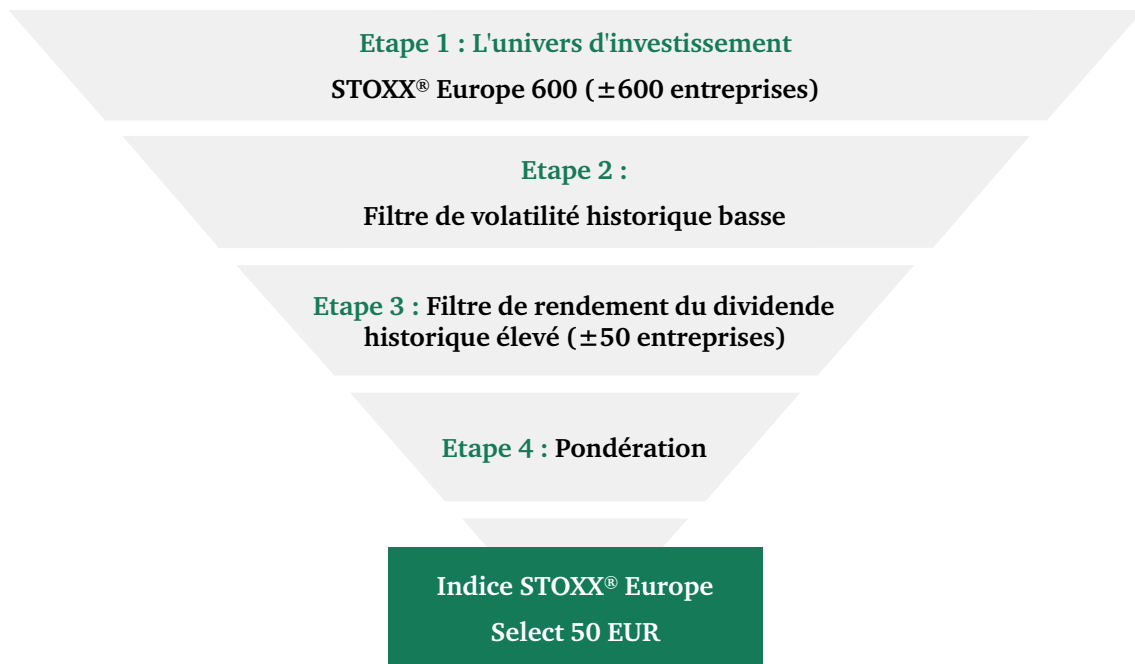 Etape 1 : L'univers d'investissement
STOXX® Europe 600 (±600 entreprises)
Etape 2 :
Filtre de volatilité historique basse
Etape 3 : Filtre de rendement du dividende
historique élevé (±50 entreprises)
Etape 4 : Pondération
Indice STOXX® Europe
Select 50 EUR